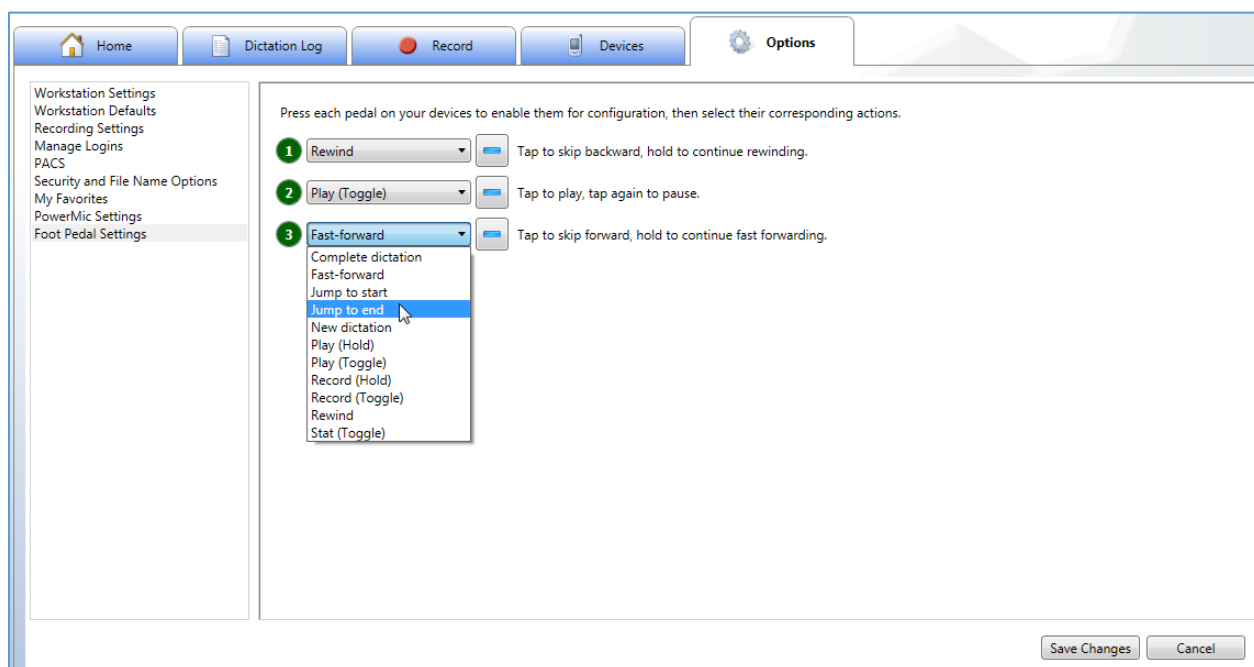 Home
Dictation Log
Record
Devices
Options
Workstation Settings
Workstation Defaults
Recording Settings
Manage Logins
PACS
Security and File Name Options
My Favorites
PowerMic Settings
Foot Pedal Settings
Press each pedal on your devices to enable them for configuration, then select their corresponding actions.
1 Rewind Tap to skip backward, hold to continue rewinding.
2 Play (Toggle) Tap to play, tap again to pause.
3 Fast-forward Tap to skip forward, hold to continue fast forwarding.
Complete dictation
Fast-forward
Jump to start
Jump to end
New dictation
Play (Hold)
Play (Toggle)
Record (Hold)
Record (Toggle)
Rewind
Stat (Toggle)
Save Changes
Cancel